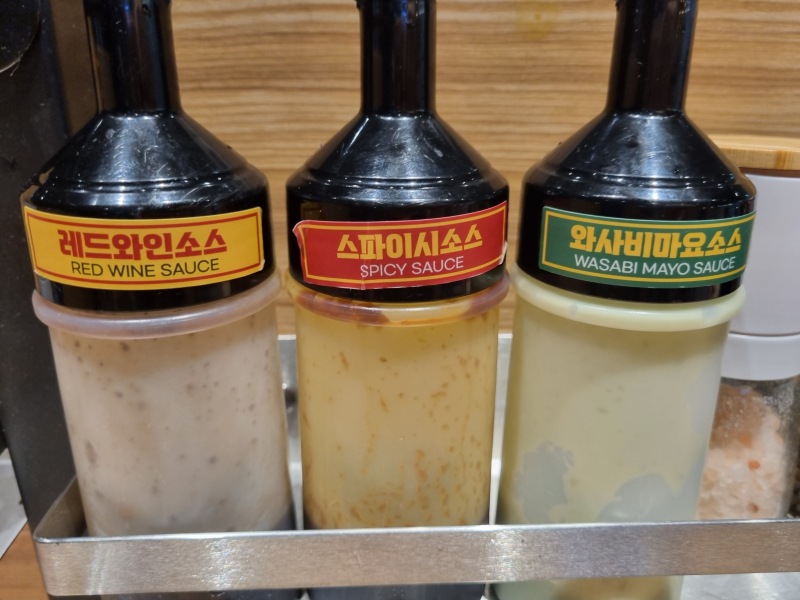 레드와인소스
RED WINE SAUCE
스파이시소스
SPICY SAUCE
와사비마요소스
WASABI MAYO SAUCE